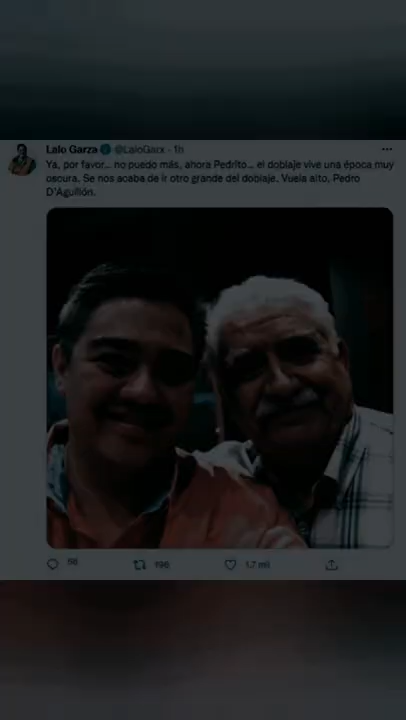 Lalo Garza @LaloGarx · 1h
Ya, por favor... no puedo más, ahora Pedrito... el doblaje vive una época muy
oscura. Se nos acaba de ir otro grande del doblaje. Vuela alto, Pedro
D'Aguillón.
196 1.7 mil